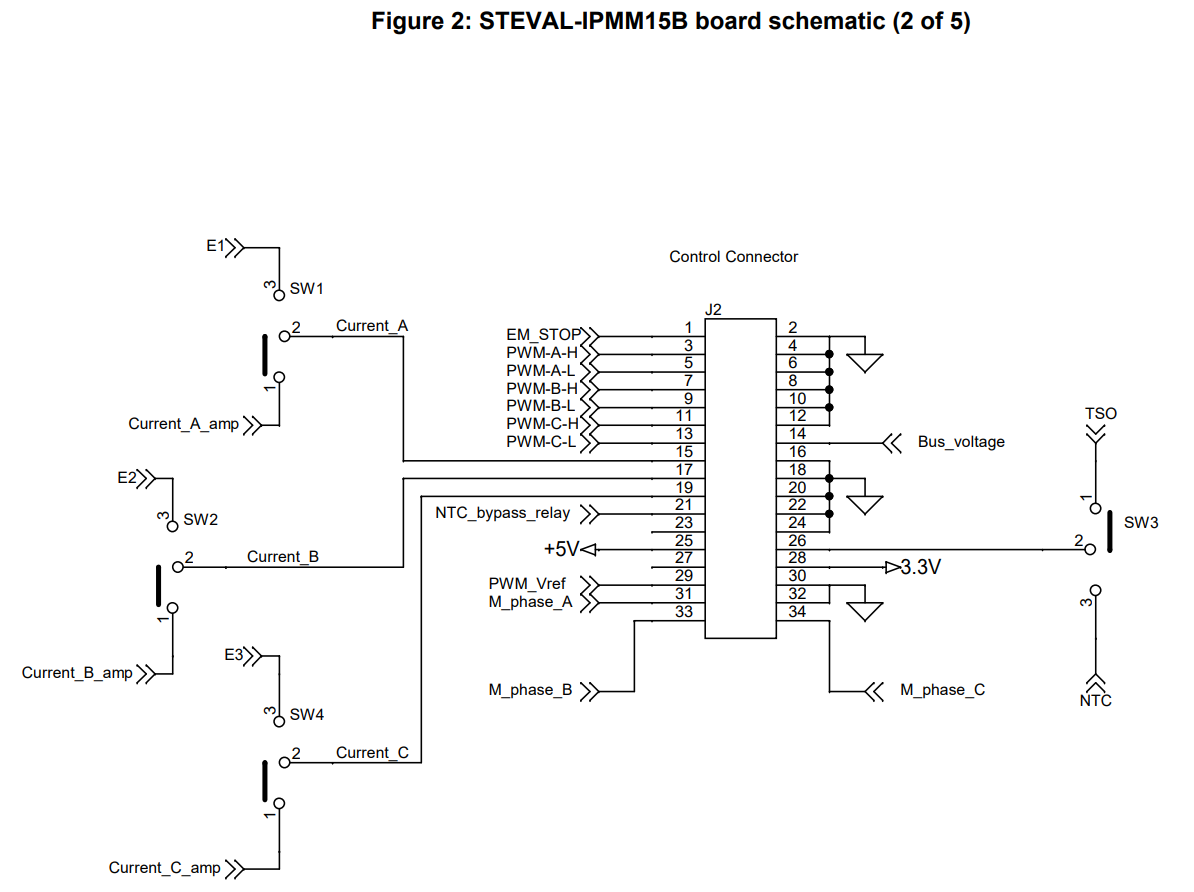 Figure 2: STEVAL-IPMM15B board schematic (2 of 5)
E1
3
SW1
2
Current_A
1
Current_A_amp
E2
3
SW2
2
Current_B
1
Current_B_amp
E3
3
SW4
2
Current_C
1
Current_C_amp
Control Connector
J2
EM_STOP 1 2
PWM-A-H 3 4
PWM-A-L 5 6
PWM-B-H 7 8
PWM-B-L 9 10
PWM-C-H 11 12
PWM-C-L 13 14 Bus_voltage
15 16
17 18
19 20
NTC_bypass_relay 21 22
23 24
+5V 25 26
27 28 3.3V
PWM_Vref 29 30
M_phase_A 31 32
33 34
M_phase_B M_phase_C
TSO
1
SW3
2
3
NTC